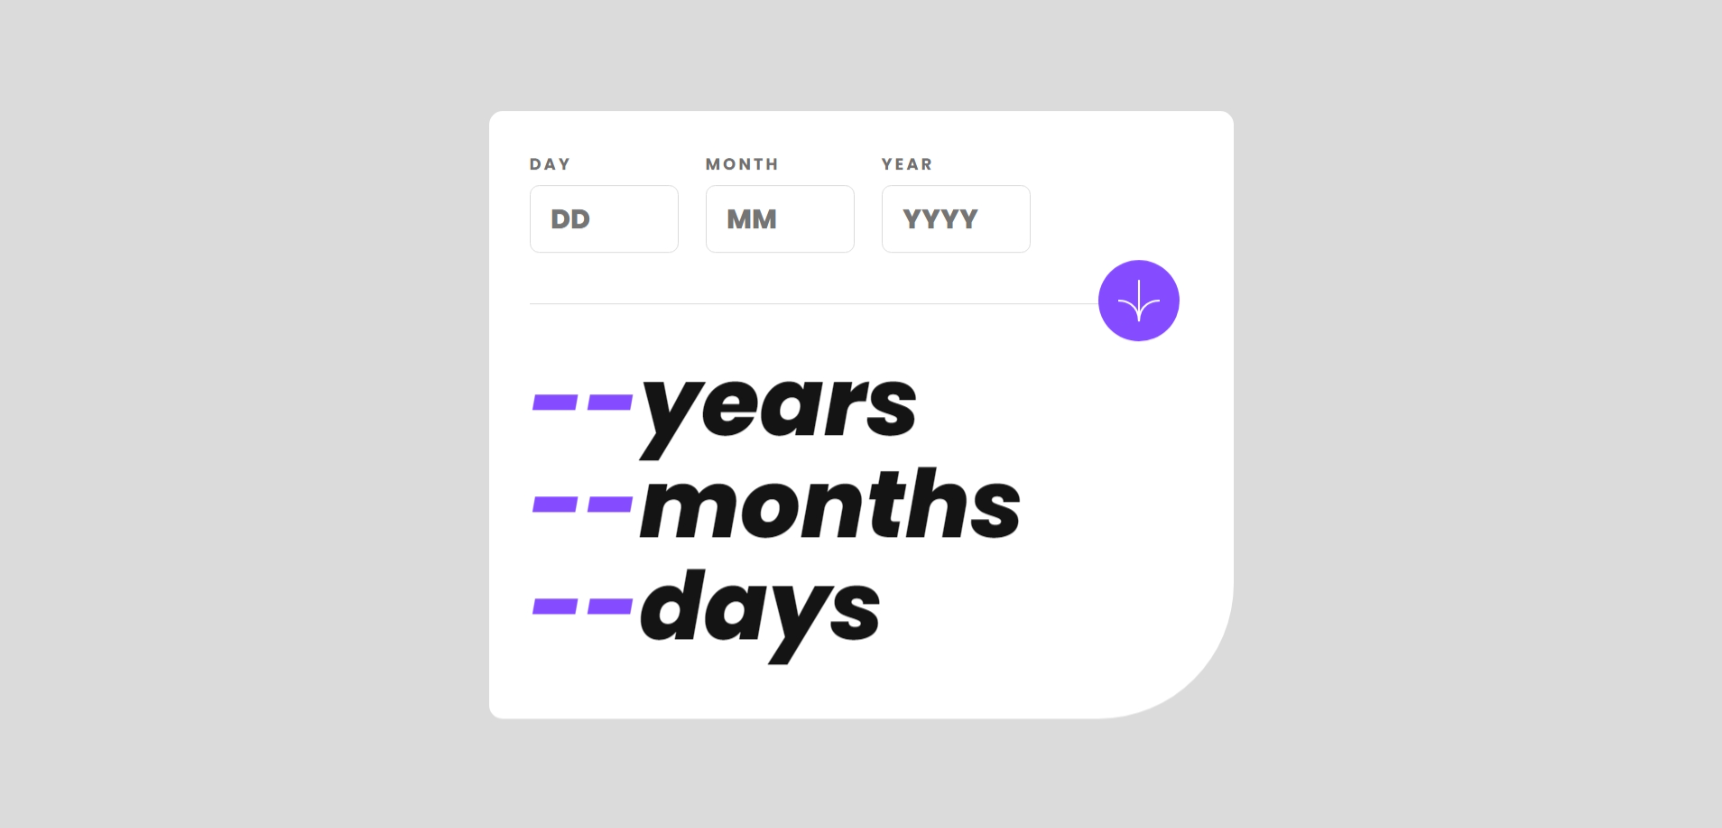 DAY MONTH YEAR
DD MM YYYY
--years
--months
--days